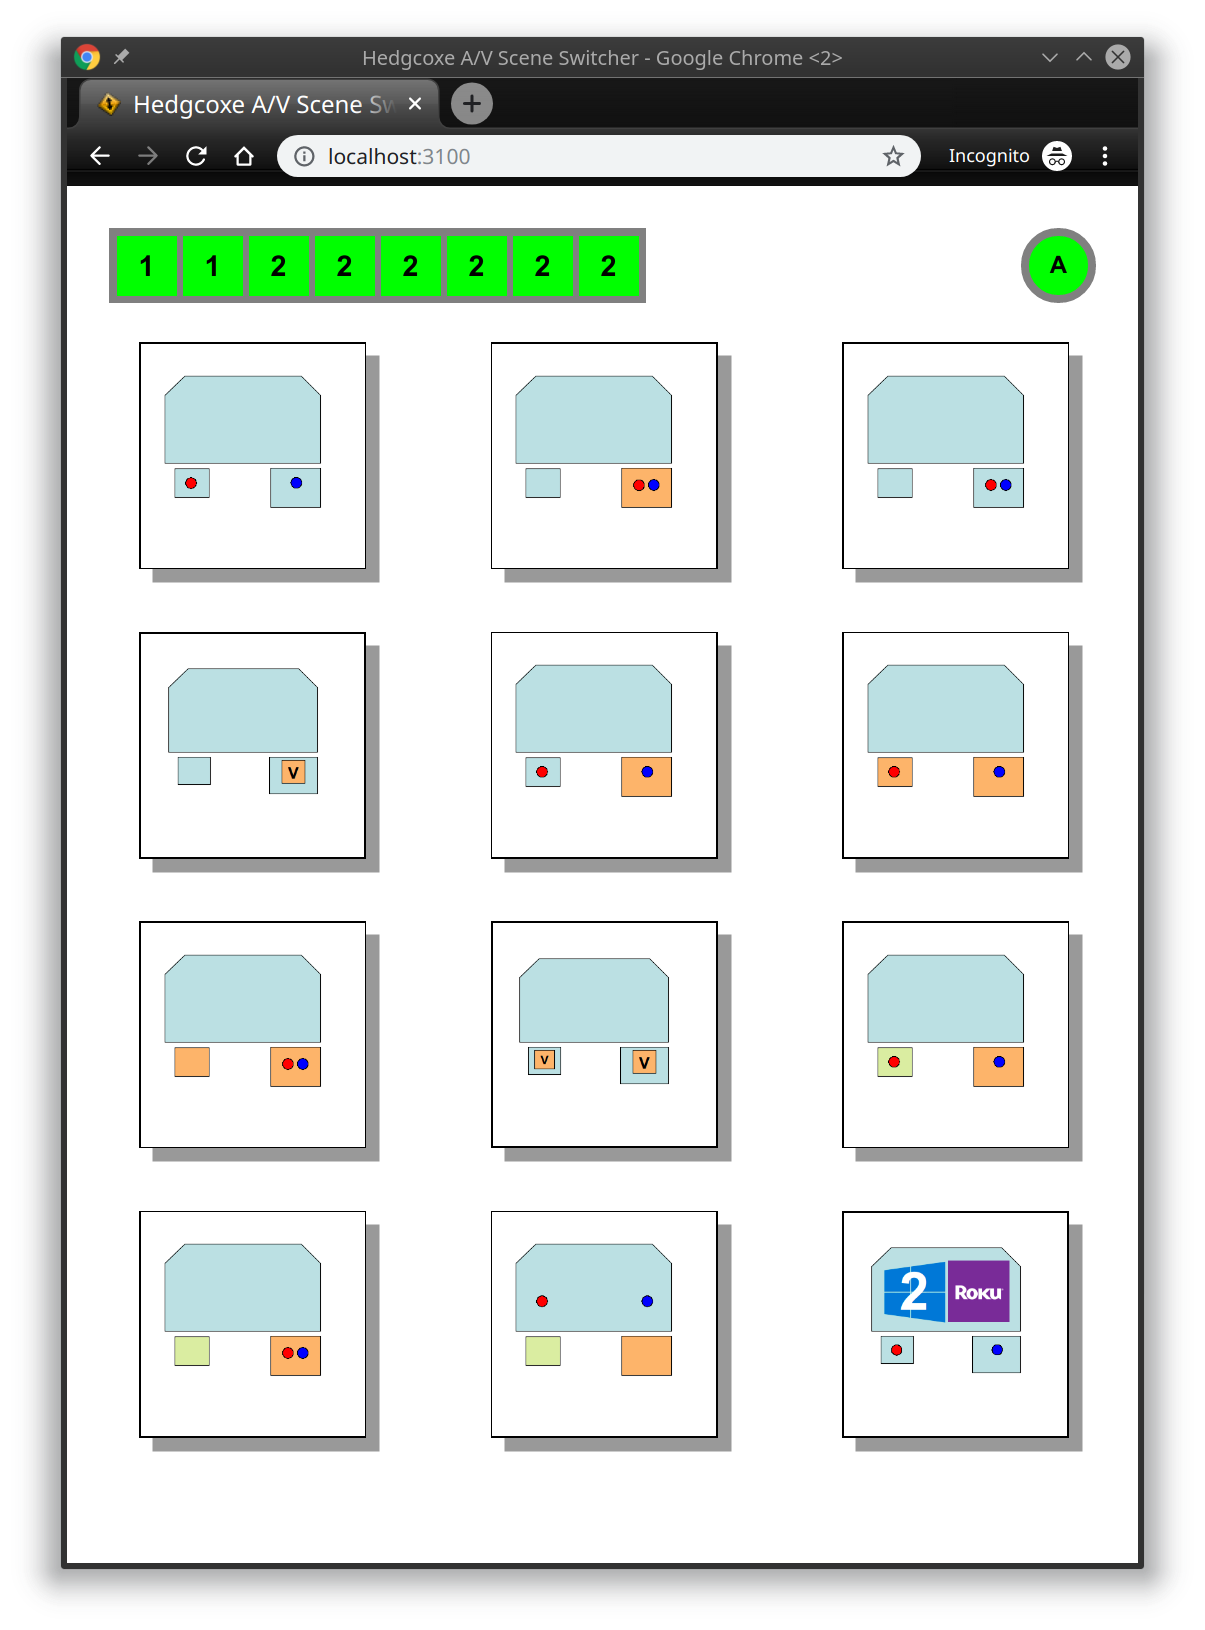 Hedgcoxe A/V Scene Switcher - Google Chrome <2>
Hedgcoxe A/V Scene Sw
localhost:3100
Incognito
1 1 2 2 2 2 2 2
A
V
V V
2 Roku